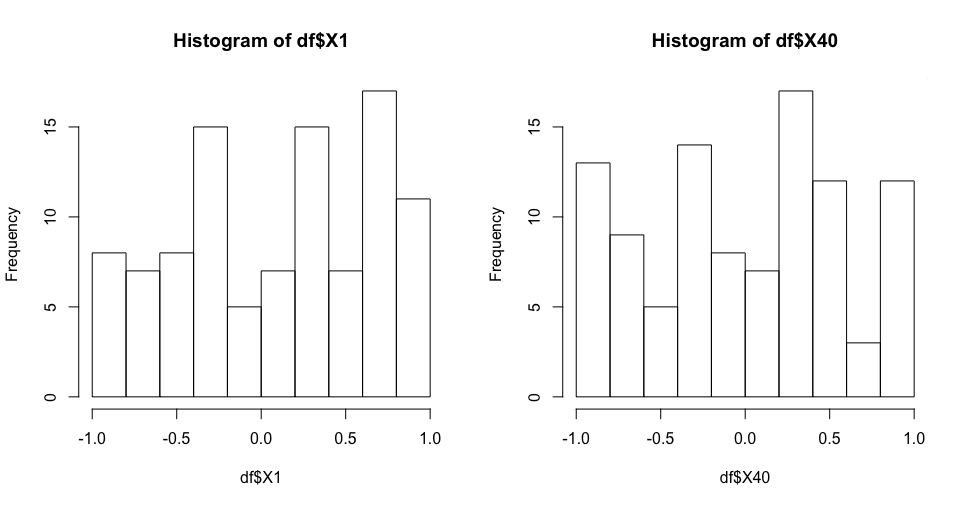 Histogram of df$X1
Frequency
15
10
5
0
-1.0 -0.5 0.0 0.5 1.0
df$X1
Histogram of df$X40
Frequency
15
10
5
0
-1.0 -0.5 0.0 0.5 1.0
df$X40